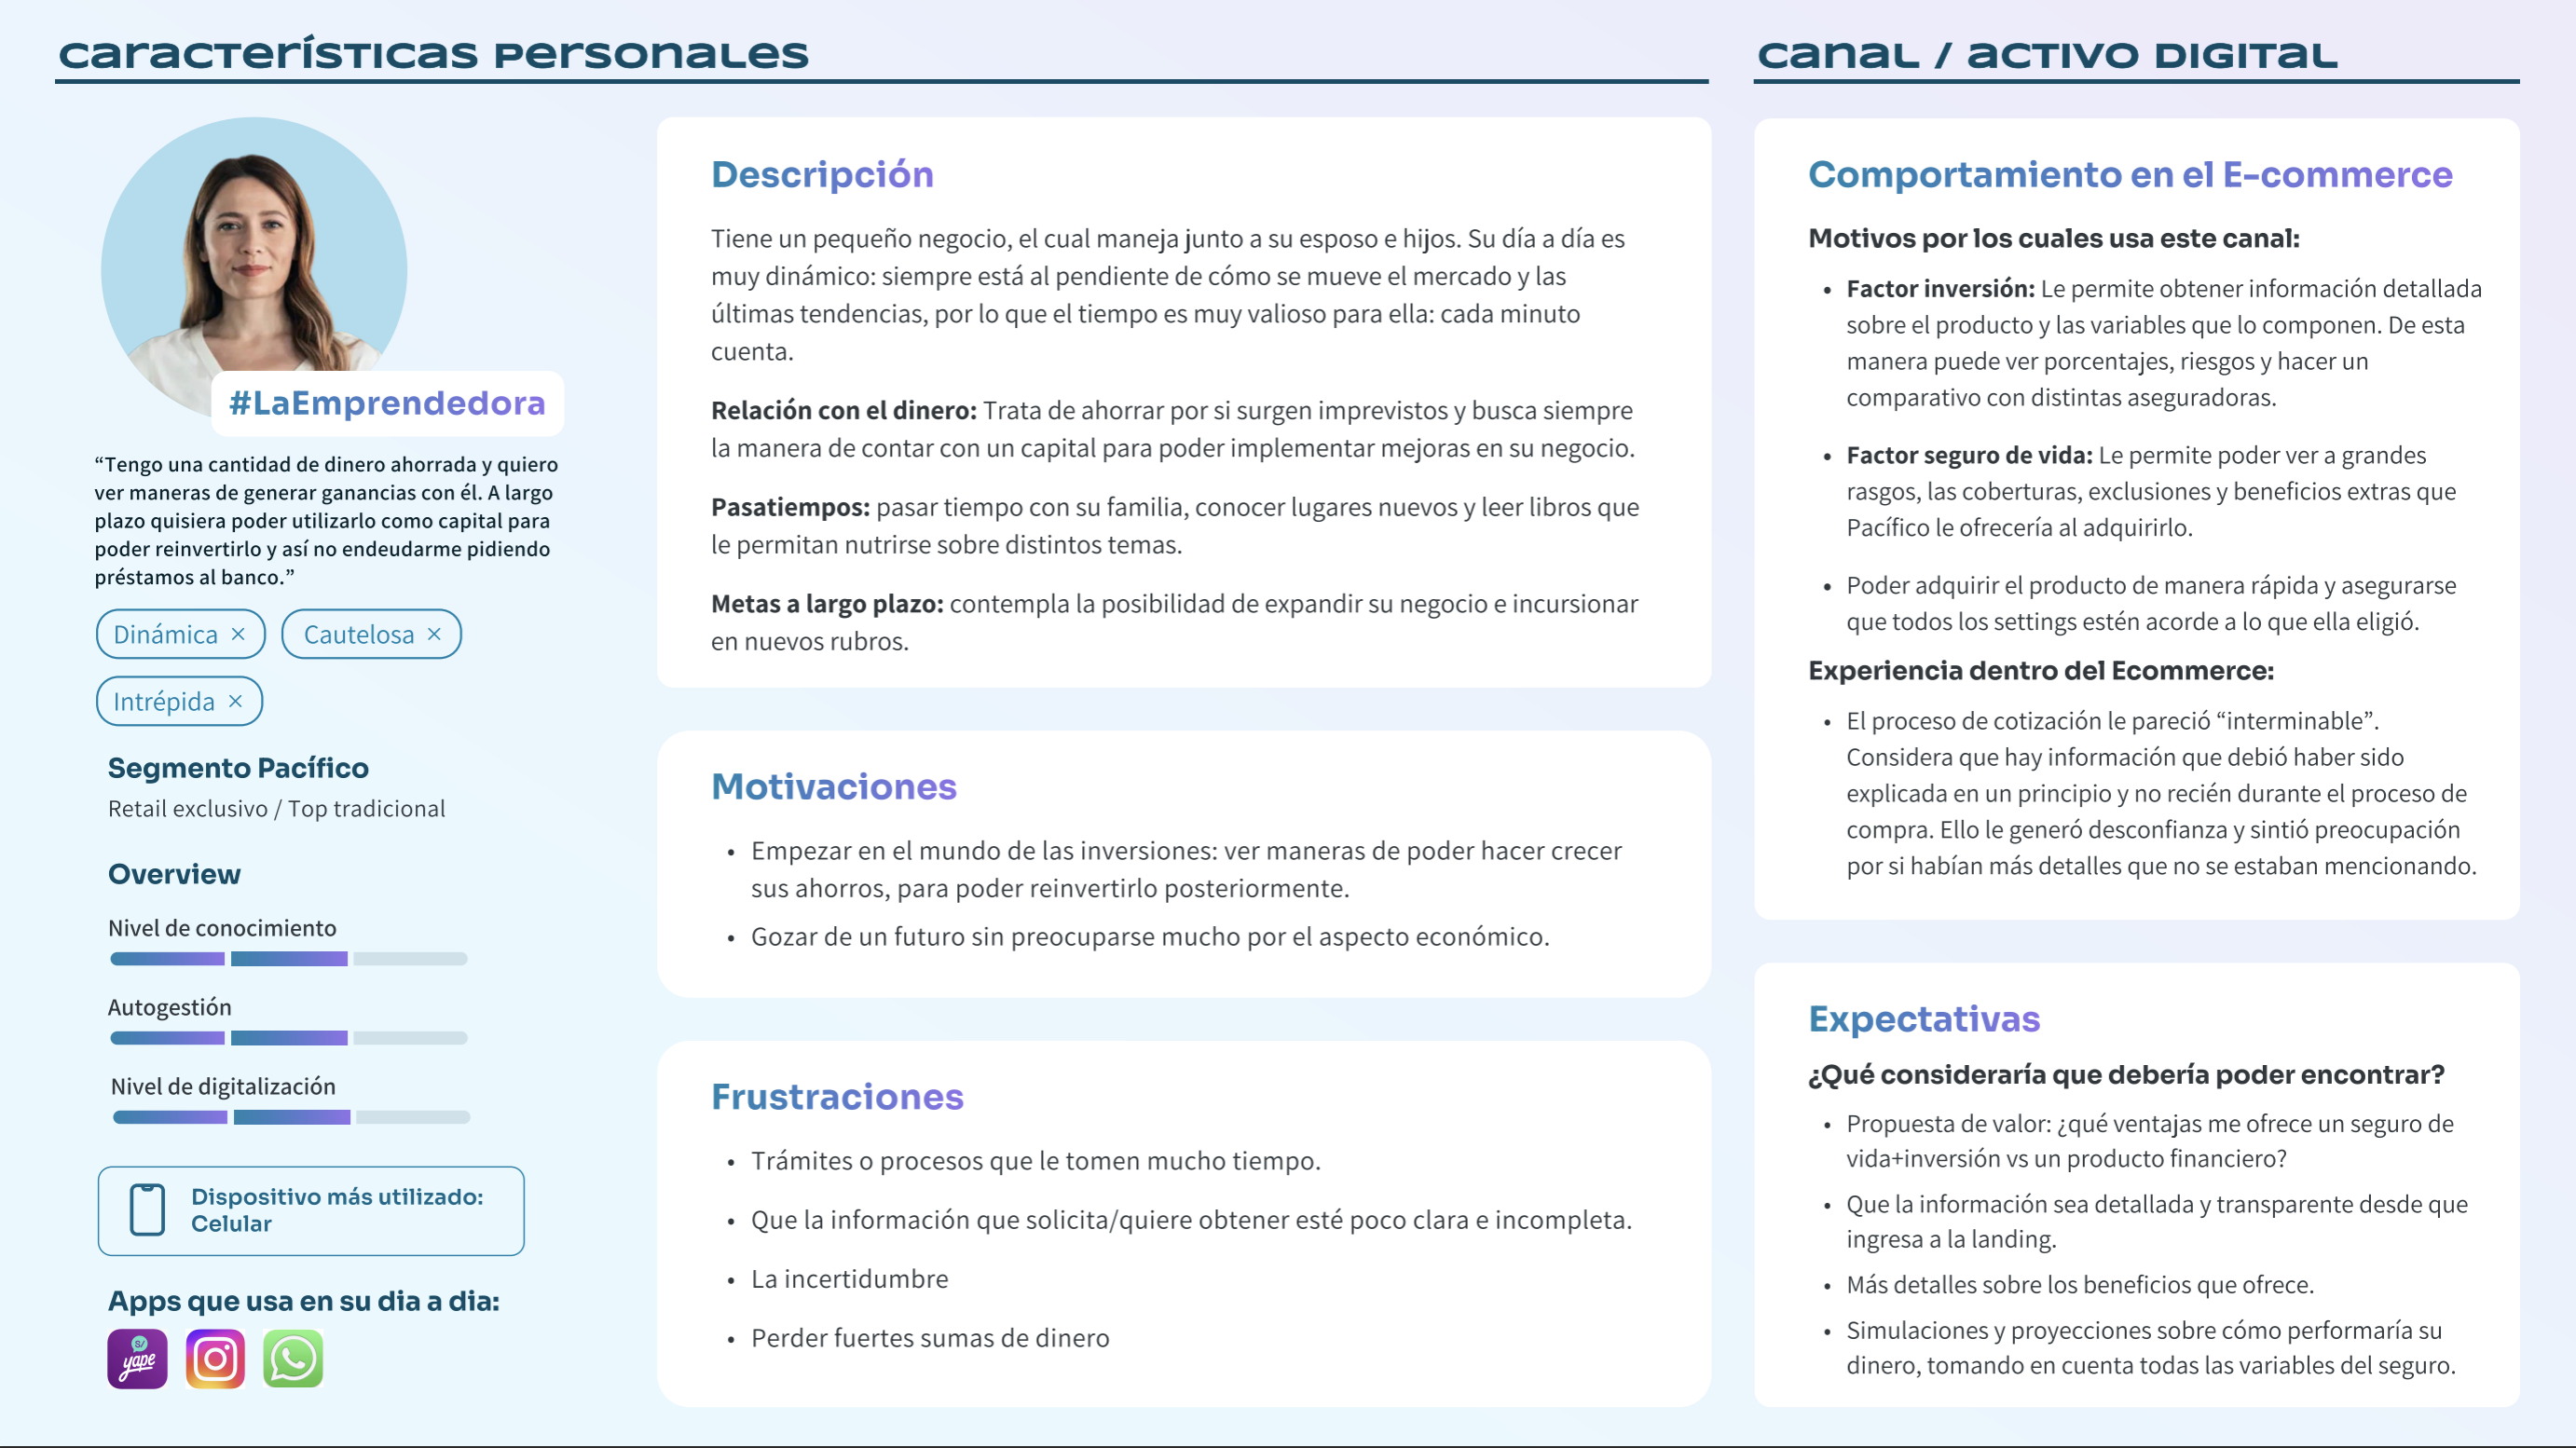 Características Personales
Canal / Activo Digital
#LaEmprendedora
“Tengo una cantidad de dinero ahorrada y quiero
ver maneras de generar ganancias con él. A largo
plazo quisiera poder utilizarlo como capital para
poder reinvertirlo y así no endeudarme pidiendo
préstamos al banco.”
Dinámica ×
Cautelosa ×
Intrépida ×
Segmento Pacífico
Retail exclusivo / Top tradicional
Overview
Nivel de conocimiento
Autogestión
Nivel de digitalización
Dispositivo más utilizado:
Celular
Apps que usa en su dia a dia:
S/
yape
Descripción
Tiene un pequeño negocio, el cual maneja junto a su esposo e hijos. Su día a día es
muy dinámico: siempre está al pendiente de cómo se mueve el mercado y las
últimas tendencias, por lo que el tiempo es muy valioso para ella: cada minuto
cuenta.
Relación con el dinero: Trata de ahorrar por si surgen imprevistos y busca siempre
la manera de contar con un capital para poder implementar mejoras en su negocio.
Pasatiempos: pasar tiempo con su familia, conocer lugares nuevos y leer libros que
le permitan nutrirse sobre distintos temas.
Metas a largo plazo: contempla la posibilidad de expandir su negocio e incursionar
en nuevos rubros.
Motivaciones
• Empezar en el mundo de las inversiones: ver maneras de poder hacer crecer
sus ahorros, para poder reinvertirlo posteriormente.
• Gozar de un futuro sin preocuparse mucho por el aspecto económico.
Frustraciones
• Trámites o procesos que le tomen mucho tiempo.
• Que la información que solicita/quiere obtener esté poco clara e incompleta.
• La incertidumbre
• Perder fuertes sumas de dinero
Comportamiento en el E-commerce
Motivos por los cuales usa este canal:
• Factor inversión: Le permite obtener información detallada
sobre el producto y las variables que lo componen. De esta
manera puede ver porcentajes, riesgos y hacer un
comparativo con distintas aseguradoras.
• Factor seguro de vida: Le permite poder ver a grandes
rasgos, las coberturas, exclusiones y beneficios extras que
Pacífico le ofrecería al adquirirlo.
• Poder adquirir el producto de manera rápida y asegurarse
que todos los settings estén acorde a lo que ella eligió.
Experiencia dentro del Ecommerce:
• El proceso de cotización le pareció “interminable”.
Considera que hay información que debió haber sido
explicada en un principio y no recién durante el proceso de
compra. Ello le generó desconfianza y sintió preocupación
por si habían más detalles que no se estaban mencionando.
Expectativas
¿Qué consideraría que debería poder encontrar?
• Propuesta de valor: ¿qué ventajas me ofrece un seguro de
vida+inversión vs un producto financiero?
• Que la información sea detallada y transparente desde que
ingresa a la landing.
• Más detalles sobre los beneficios que ofrece.
• Simulaciones y proyecciones sobre cómo performaría su
dinero, tomando en cuenta todas las variables del seguro.